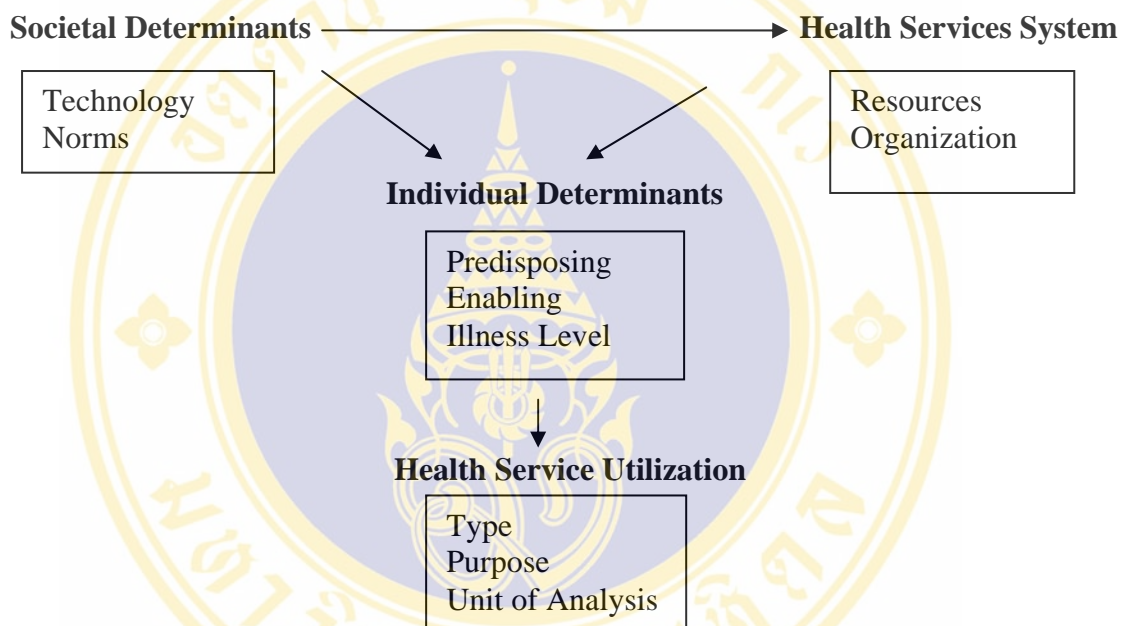 Societal Determinants
Health Services System
Technology
Norms
Resources
Organization
Individual Determinants
Predisposing
Enabling
Illness Level
Health Service Utilization
Type
Purpose
Unit of Analysis